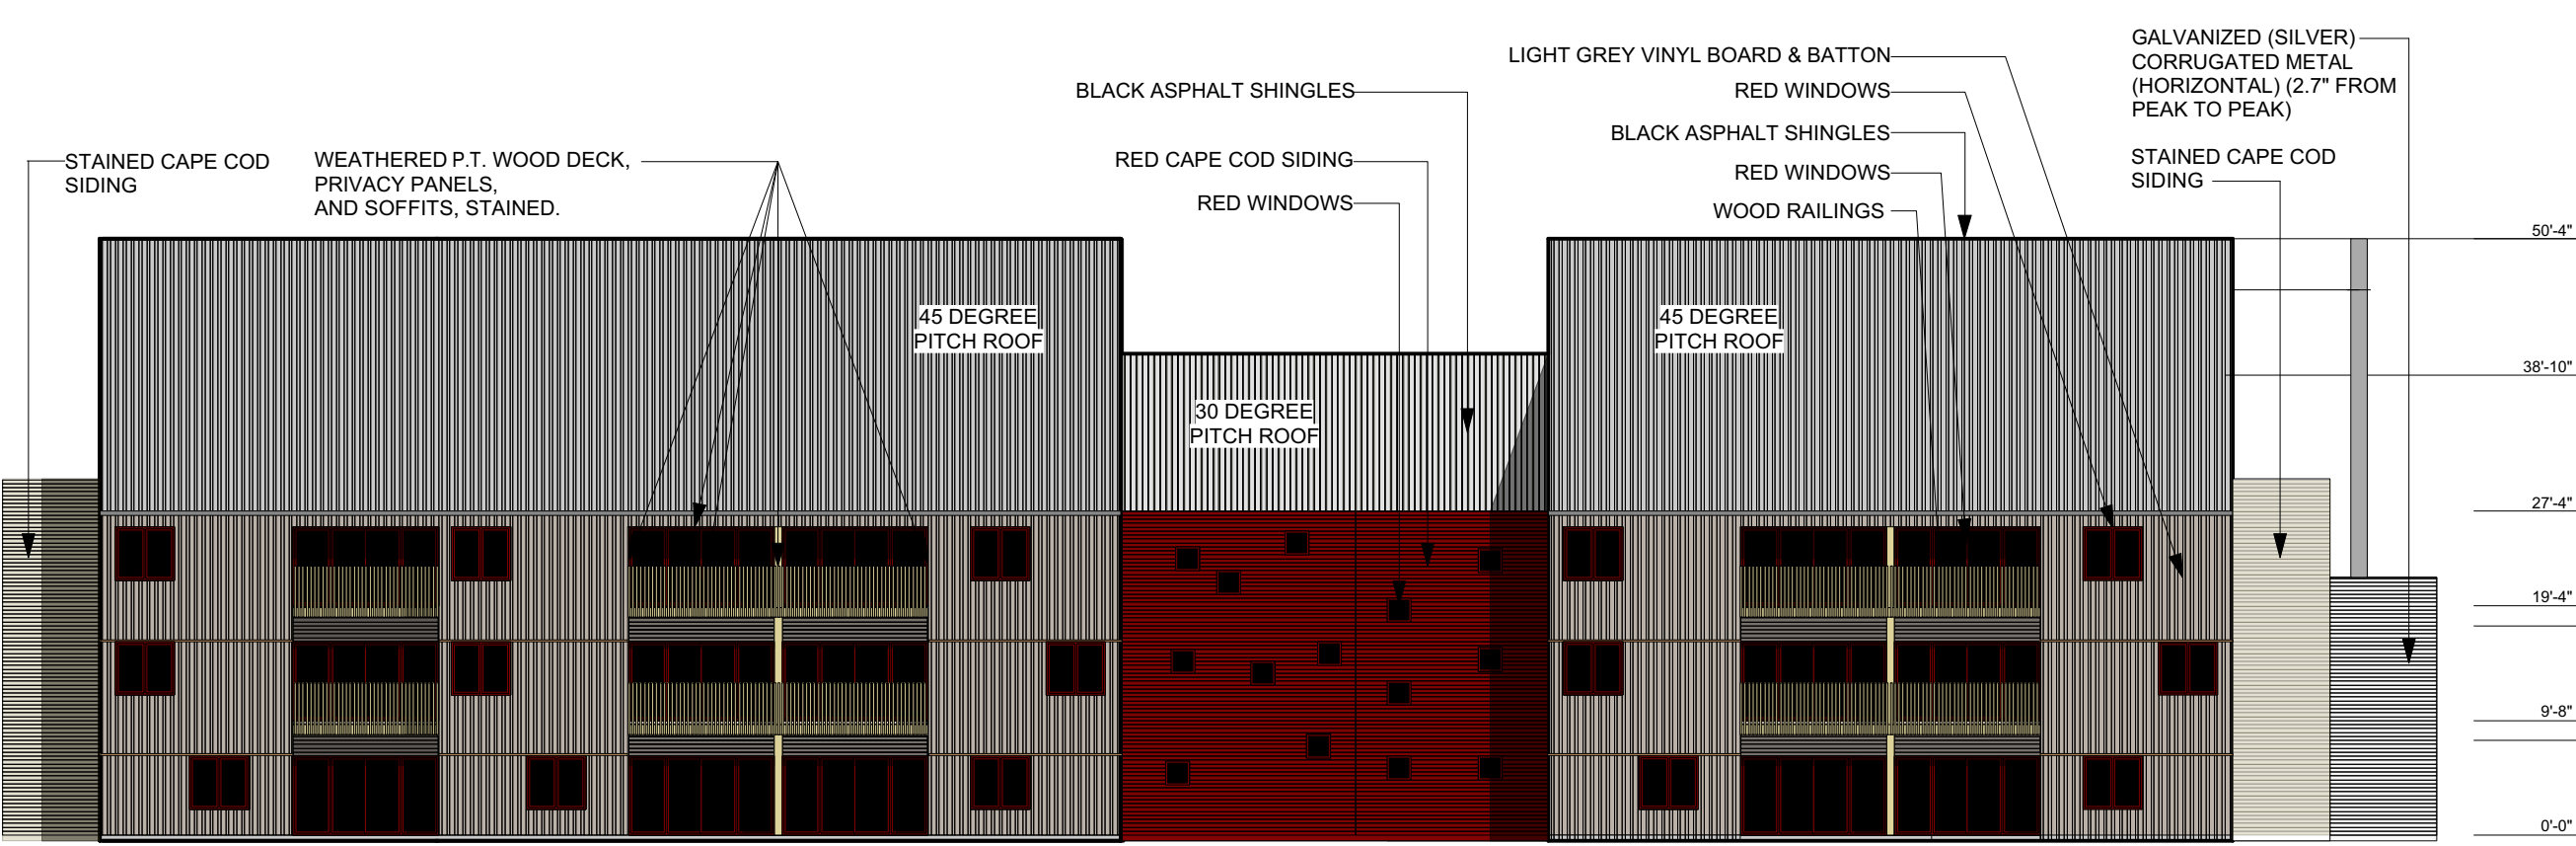 STAINED CAPE COD
SIDING
WEATHERED P.T. WOOD DECK,
PRIVACY PANELS,
AND SOFFITS, STAINED.
BLACK ASPHALT SHINGLES
RED CAPE COD SIDING
RED WINDOWS
LIGHT GREY VINYL BOARD & BATTON
RED WINDOWS
BLACK ASPHALT SHINGLES
RED WINDOWS
WOOD RAILINGS
GALVANIZED (SILVER)
CORRUGATED METAL
(HORIZONTAL) (2.7" FROM
PEAK TO PEAK)
STAINED CAPE COD
SIDING
45 DEGREE
PITCH ROOF
30 DEGREE
PITCH ROOF
45 DEGREE
PITCH ROOF
50'-4"
38'-10"
27'-4"
19'-4"
9'-8"
0'-0"